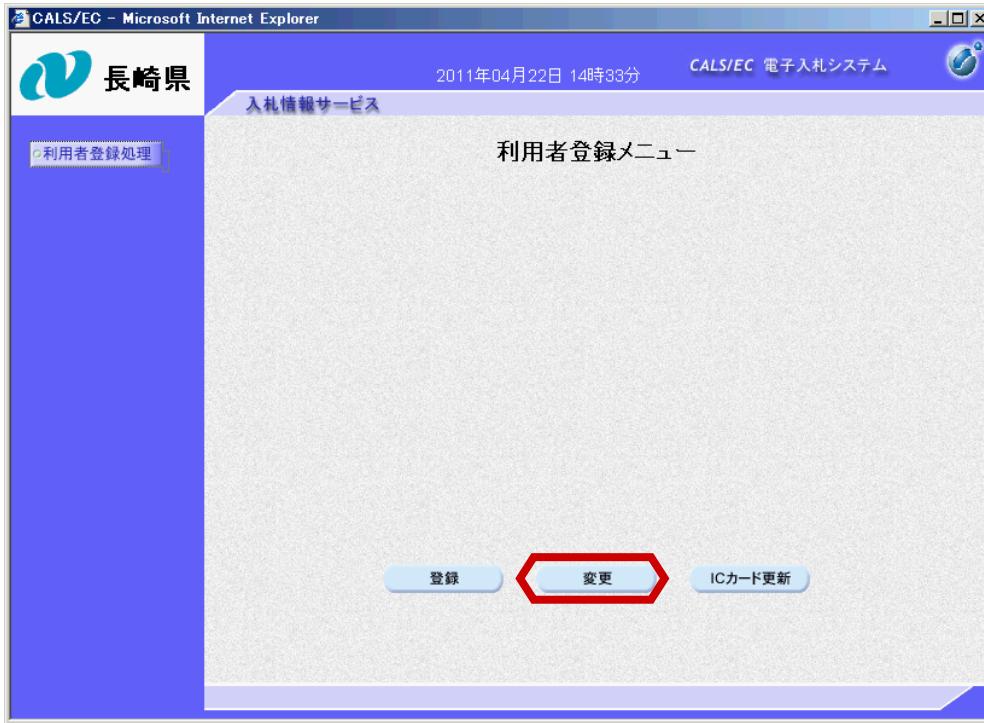 CALS/EC - Microsoft Internet Explorer
長崎県
2011年04月22日 14時33分
CALS/EC 電子入札システム
入札情報サービス
利用者登録処理
利用者登録メニュー
登録
変更
ICカード更新